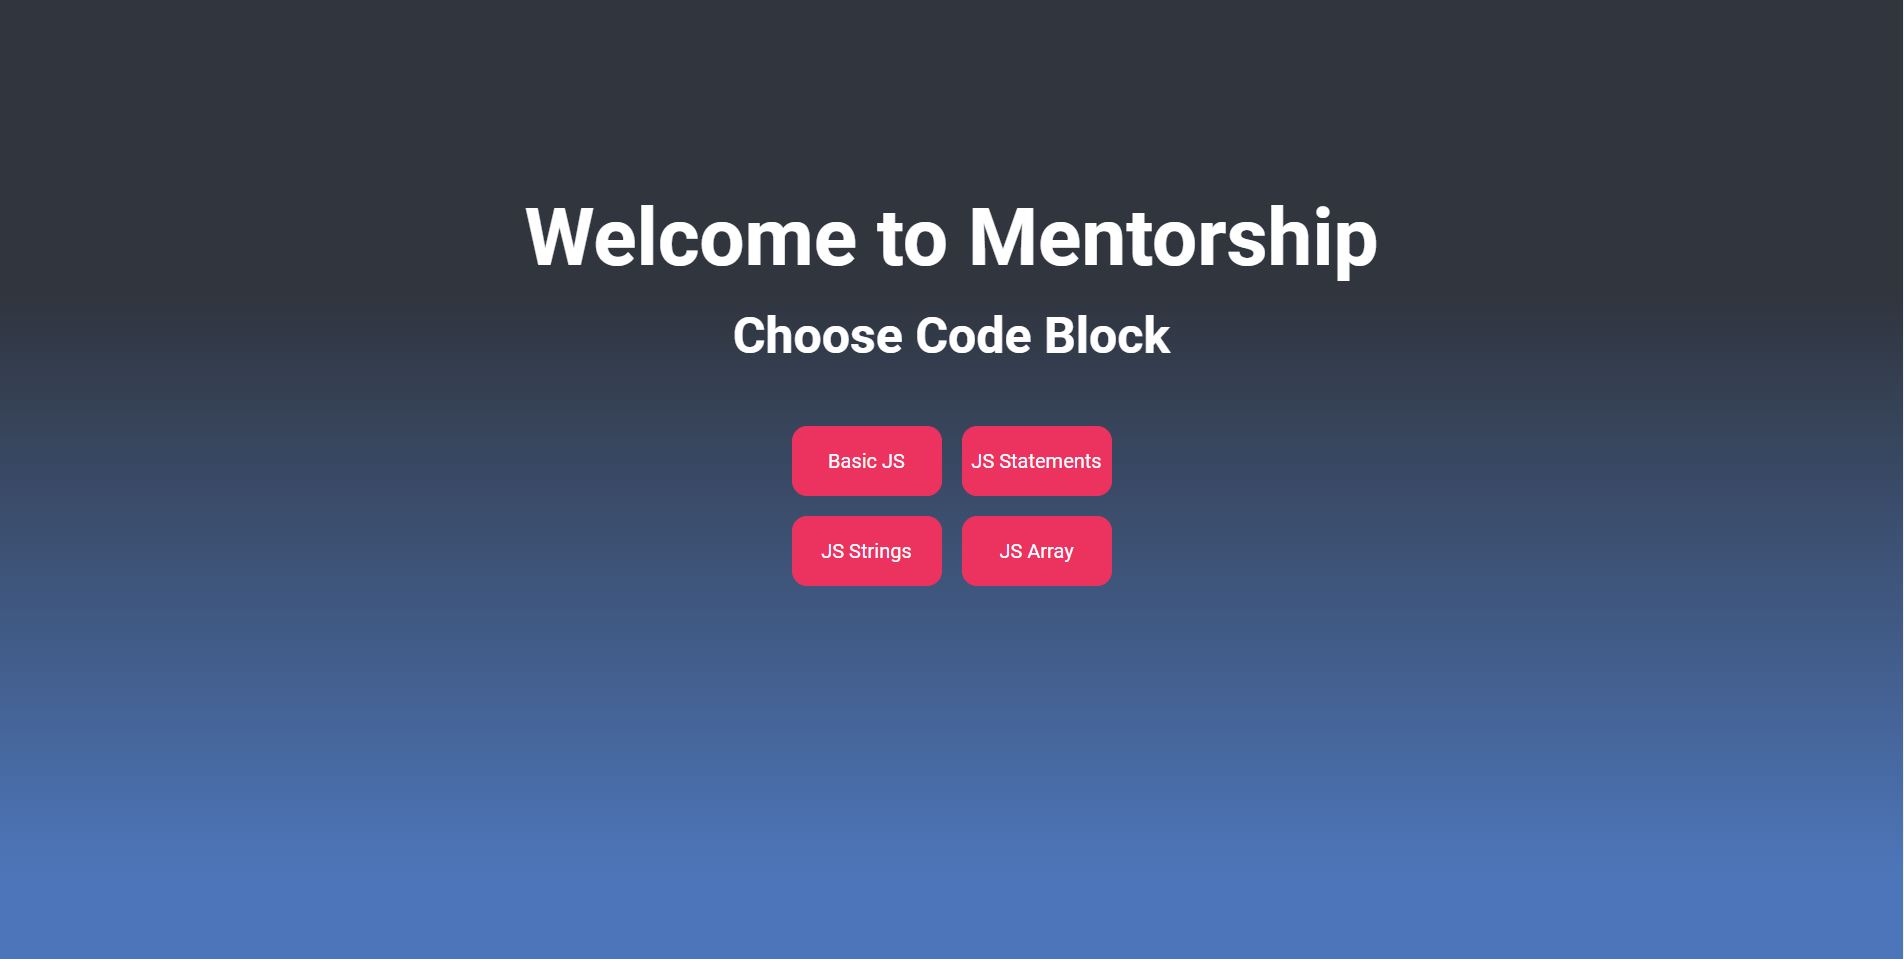 Welcome to Mentorship
Choose Code Block
Basic JS
JS Statements
JS Strings
JS Array